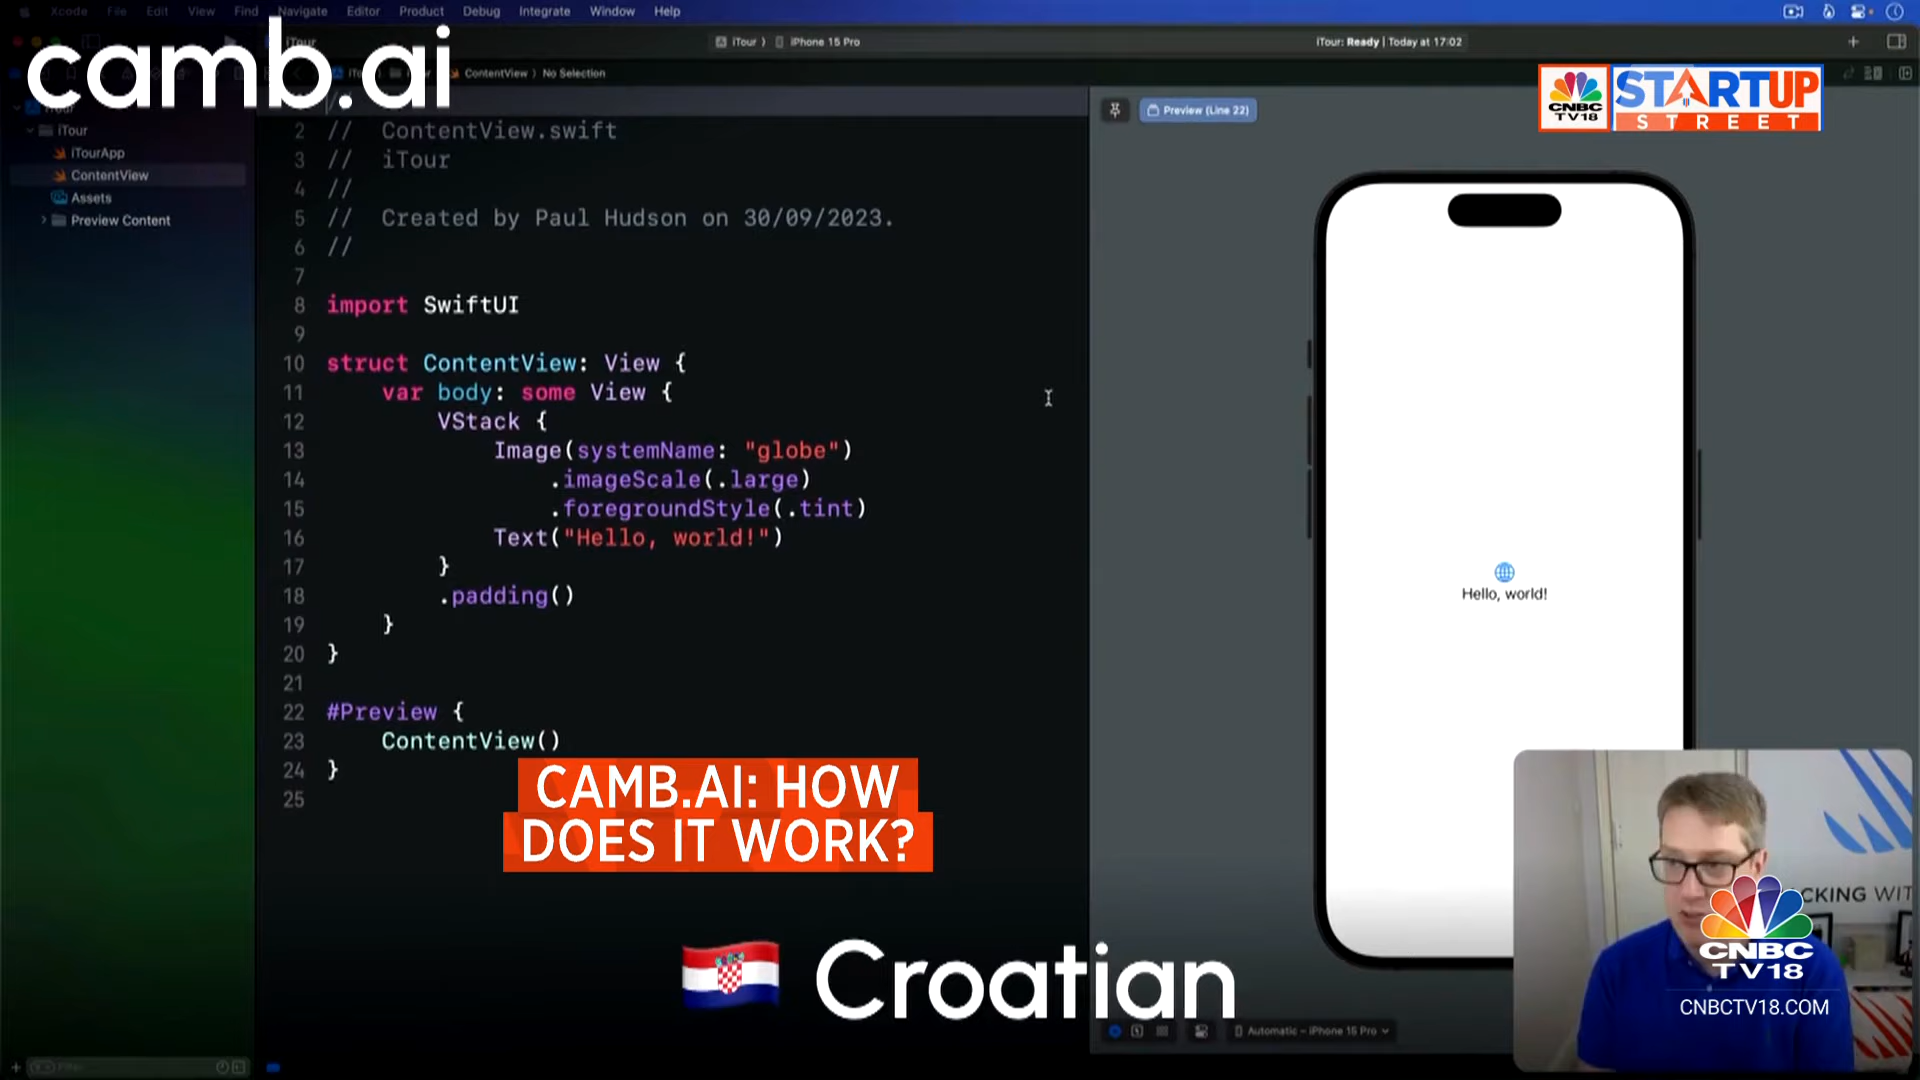 Xcode File Edit View Find Navigate Editor Product Debug Integrate Window Help
camb.ai
iTour
iTour iPhone 15 Pro
iTour: Ready | Today at 17:02
ContentView No Selection
CNBC TV18
STARTUP
STREET
iTour
iTourApp
ContentView
Assets
Preview Content
Preview (Line 22)
2 // ContentView.swift
3 // iTour
4 //
5 // Created by Paul Hudson on 30/09/2023.
6 //
7
8 import SwiftUI
9
10 struct ContentView: View {
11 var body: some View {
12 VStack {
13 Image(systemName: "globe")
14 .imageScale(.large)
15 .foregroundStyle(.tint)
16 Text("Hello, world!")
17 }
18 .padding()
19 }
20 }
21
22 #Preview {
23 ContentView()
24 }
25
Hello, world!
CAMB.AI: HOW
DOES IT WORK?
Croatian
CKING WIT
CNBC
TV18
CNBCTV18.COM
Automatic – iPhone 15 Pro
Filter